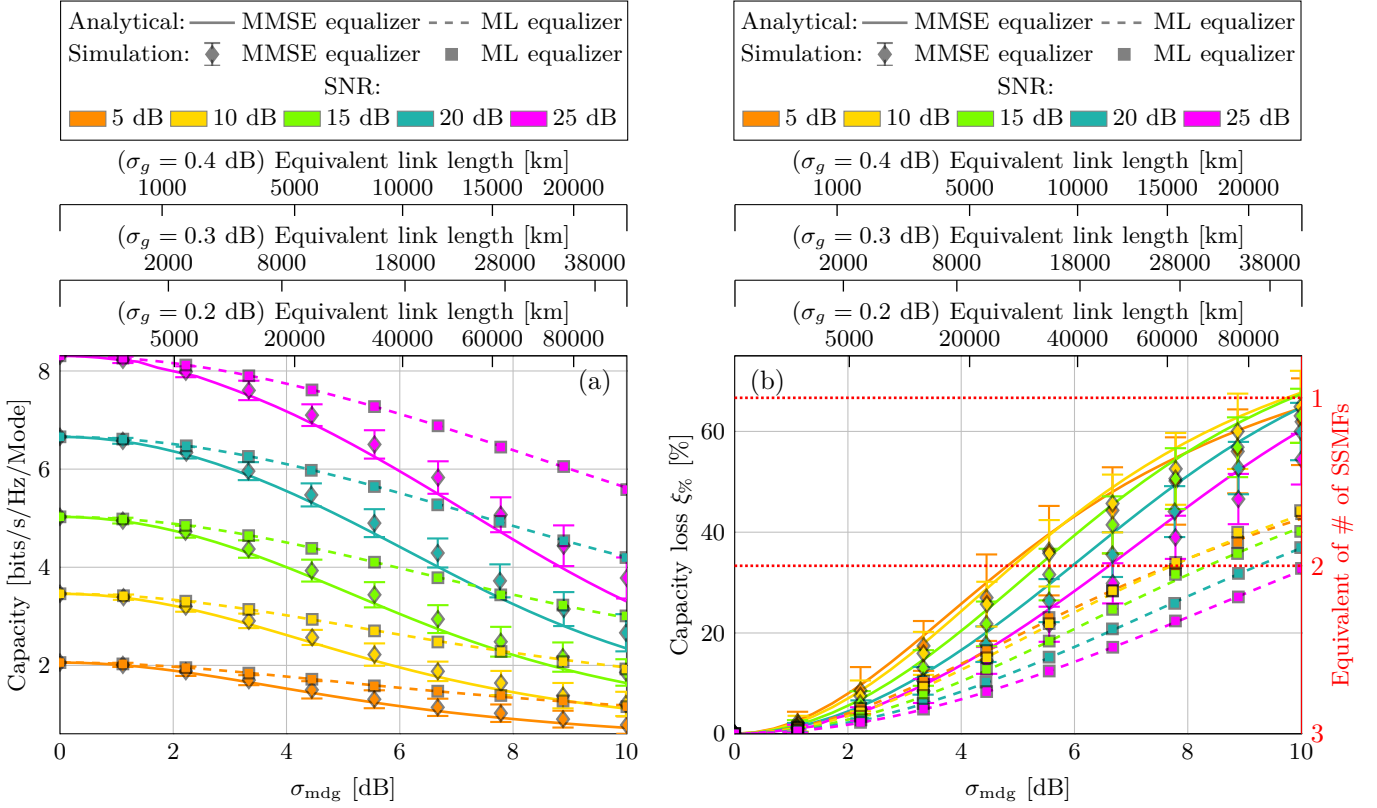 Analytical: MMSE equalizer ML equalizer
Simulation: MMSE equalizer ML equalizer
SNR:
5 dB 10 dB 15 dB 20 dB 25 dB
(σg = 0.4 dB) Equivalent link length [km]
1000 5000 10000 15000 20000
(σg = 0.3 dB) Equivalent link length [km]
2000 8000 18000 28000 38000
(σg = 0.2 dB) Equivalent link length [km]
5000 20000 40000 60000 80000
(a)
Capacity [bits/s/Hz/Mode]
8
6
4
2
0 2 4 6 8 10
σmdg [dB]
Analytical: MMSE equalizer ML equalizer
Simulation: MMSE equalizer ML equalizer
SNR:
5 dB 10 dB 15 dB 20 dB 25 dB
(σg = 0.4 dB) Equivalent link length [km]
1000 5000 10000 15000 20000
(σg = 0.3 dB) Equivalent link length [km]
2000 8000 18000 28000 38000
(σg = 0.2 dB) Equivalent link length [km]
5000 20000 40000 60000 80000
(b)
Capacity loss ξ% [%]
60
40
20
0
0 2 4 6 8 10
σmdg [dB]
1
2
3
Equivalent of # of SSMFs